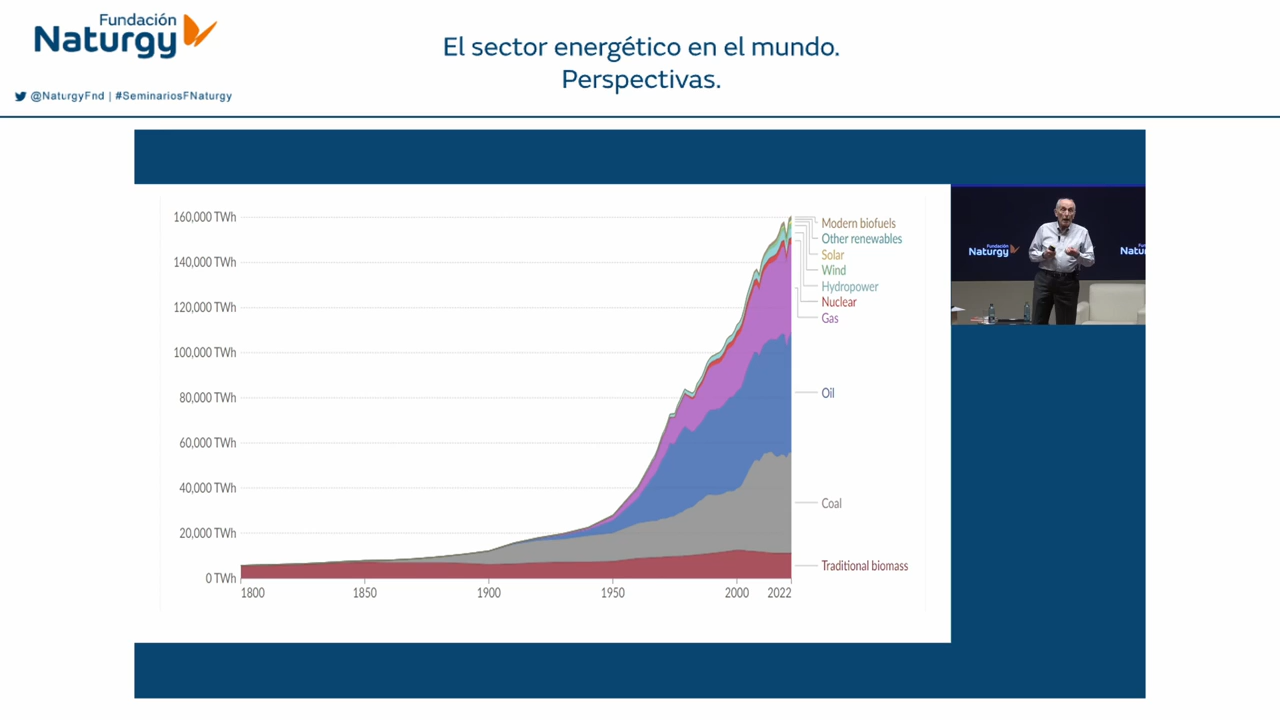 Fundación
Naturgy
@NaturgyFnd | #SeminariosFNaturgy
El sector energético en el mundo.
Perspectivas.
160,000 TWh
140,000 TWh
120,000 TWh
100,000 TWh
80,000 TWh
60,000 TWh
40,000 TWh
20,000 TWh
0 TWh
1800
1850
1900
1950
2000
2022
Modern biofuels
Other renewables
Solar
Wind
Hydropower
Nuclear
Gas
Oil
Coal
Traditional biomass
Fundación
Naturgy
Fundación
Natu